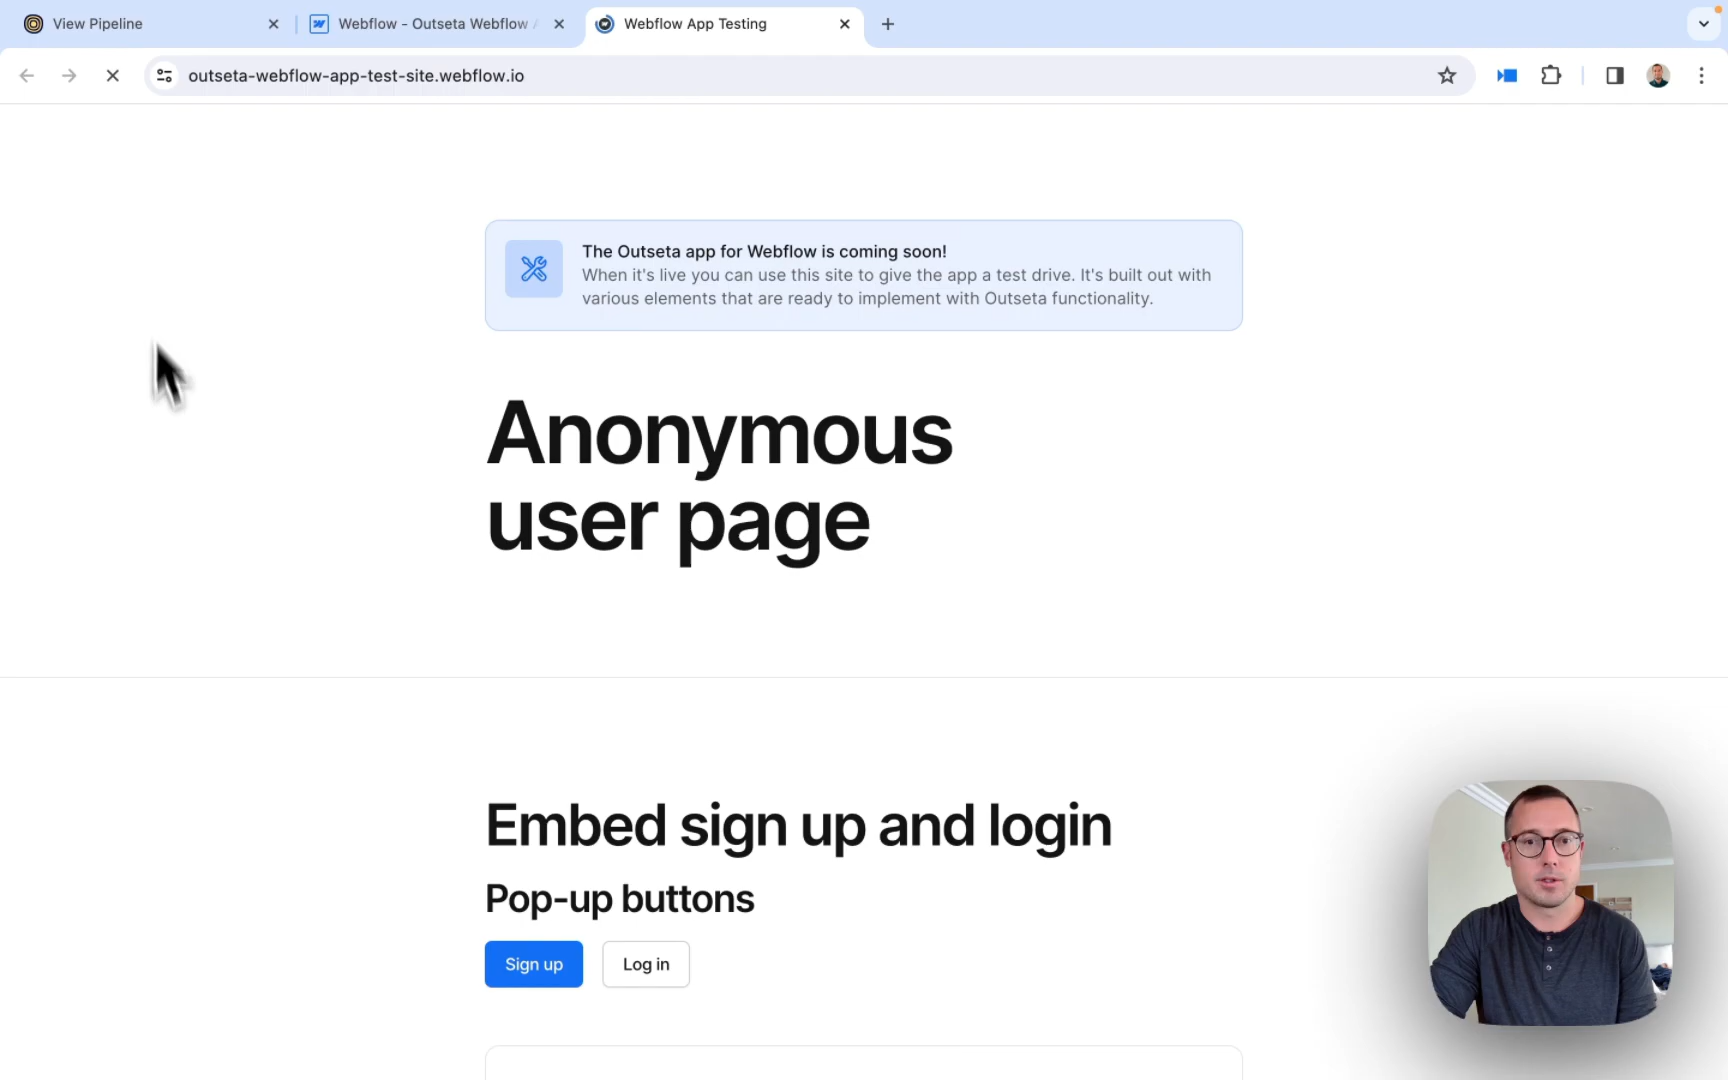 View Pipeline
Webflow - Outseta Webflow
Webflow App Testing
outseta-webflow-app-test-site.webflow.io
The Outseta app for Webflow is coming soon!
When it's live you can use this site to give the app a test drive. It's built out with
various elements that are ready to implement with Outseta functionality.
Anonymous
user page
Embed sign up and login
Pop-up buttons
Sign up
Log in